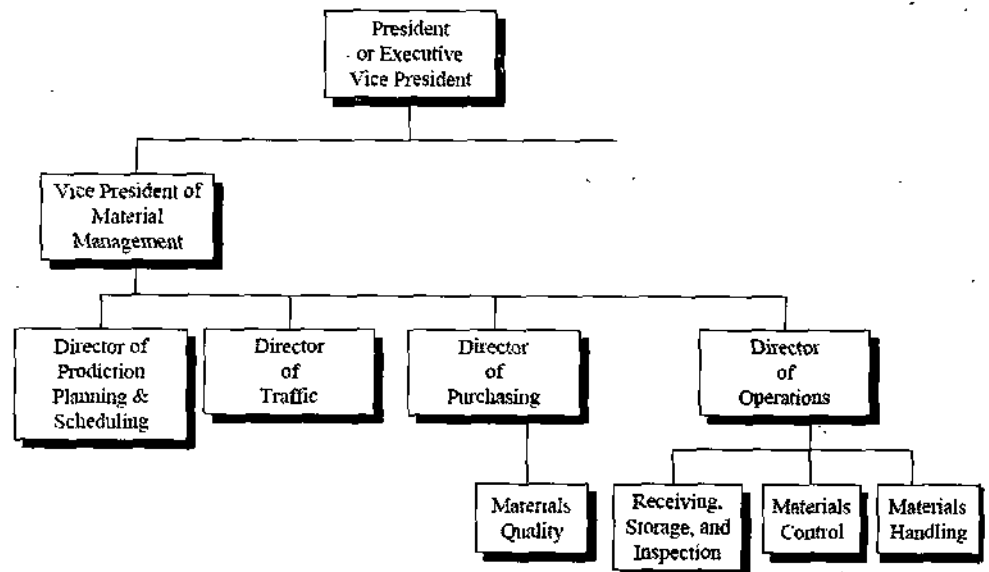 President
or Executive
Vice President
Vice President of
Material
Management
Director of
Prodiction
Planning &
Scheduling
Director
of
Traffic
Director
of
Purchasing
Director
of
Operations
Materials
Quality
Receiving,
Storage, and
Inspection
Materials
Control
Materials
Handling